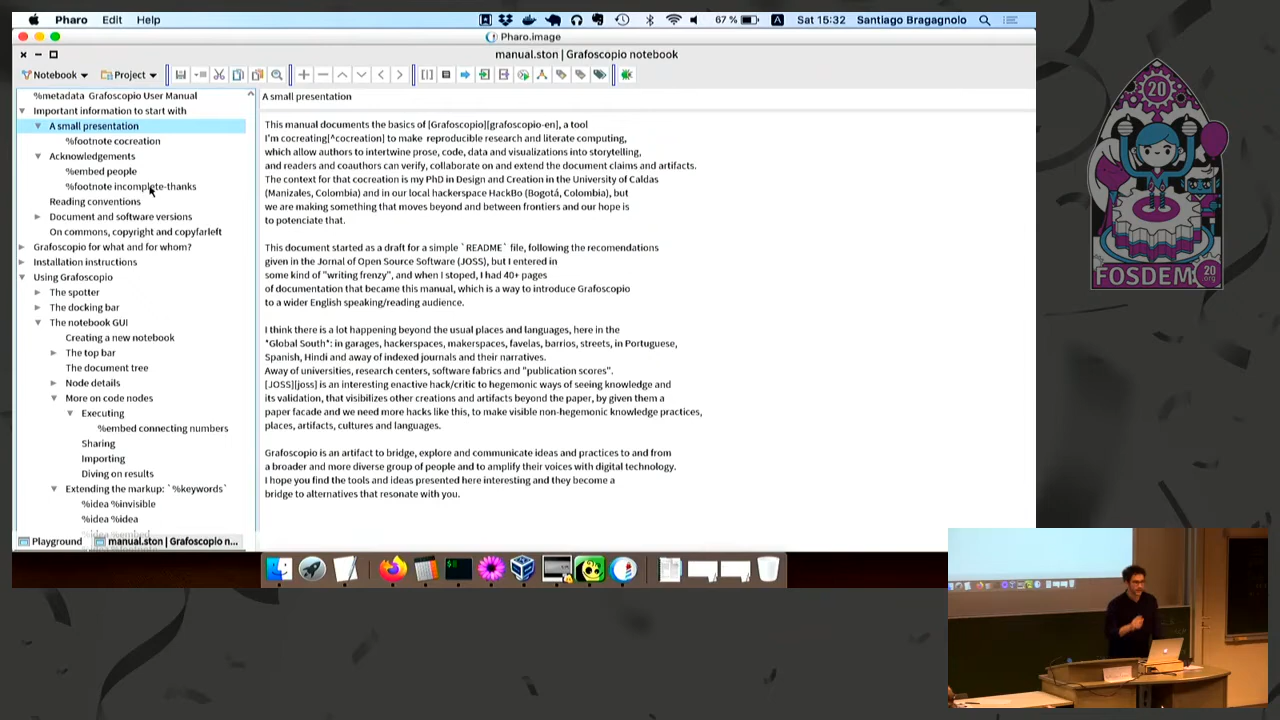 Pharo Edit Help
67 % A Sat 15:32 Santiago Bragagnolo
Pharo.image
manual.ston | Grafoscopio notebook
Notebook Project
%metadata Grafoscopio User Manual
Important information to start with
A small presentation
%footnote cocreation
Acknowledgements
%embed people
%footnote incomplete-thanks
Reading conventions
Document and software versions
On commons, copyright and copyfarleft
Grafoscopio for what and for whom?
Installation instructions
Using Grafoscopio
The spotter
The docking bar
The notebook GUI
Creating a new notebook
The top bar
The document tree
Node details
More on code nodes
Executing
%embed connecting numbers
Sharing
Importing
Diving on results
Extending the markup: `%keywords`
%idea %invisible
%idea %idea
%idea %embed
Playground
manual.ston | Grafoscopio n...
A small presentation
This manual documents the basics of [Grafoscopio][grafoscopio-en], a tool
I'm cocreating[^cocreation] to make reproducible research and literate computing,
which allow authors to intertwine prose, code, data and visualizations into storytelling,
and readers and coauthors can verify, collaborate on and extend the document claims and artifacts.
The context for that cocreation is my PhD in Design and Creation in the University of Caldas
(Manizales, Colombia) and in our local hackerspace HackBo (Bogotá, Colombia), but
we are making something that moves beyond and between frontiers and our hope is
to potenciate that.
This document started as a draft for a simple `README` file, following the recomendations
given in the Jornal of Open Source Software (JOSS), but I entered in
some kind of "writing frenzy", and when I stoped, I had 40+ pages
of documentation that became this manual, which is a way to introduce Grafoscopio
to a wider English speaking/reading audience.
I think there is a lot happening beyond the usual places and languages, here in the
*Global South*: in garages, hackerspaces, makerspaces, favelas, barrios, streets, in Portuguese,
Spanish, Hindi and away of indexed journals and their narratives.
Away of universities, research centers, software fabrics and "publication scores".
[JOSS][joss] is an interesting enactive hack/critic to hegemonic ways of seeing knowledge and
its validation, that visibilizes other creations and artifacts beyond the paper, by given them a
paper facade and we need more hacks like this, to make visible non-hegemonic knowledge practices,
places, artifacts, cultures and languages.
Grafoscopio is an artifact to bridge, explore and communicate ideas and practices to and from
a broader and more diverse group of people and to amplify their voices with digital technology.
I hope you find the tools and ideas presented here interesting and they become a
bridge to alternatives that resonate with you.
20
FOSDEM 20
.org